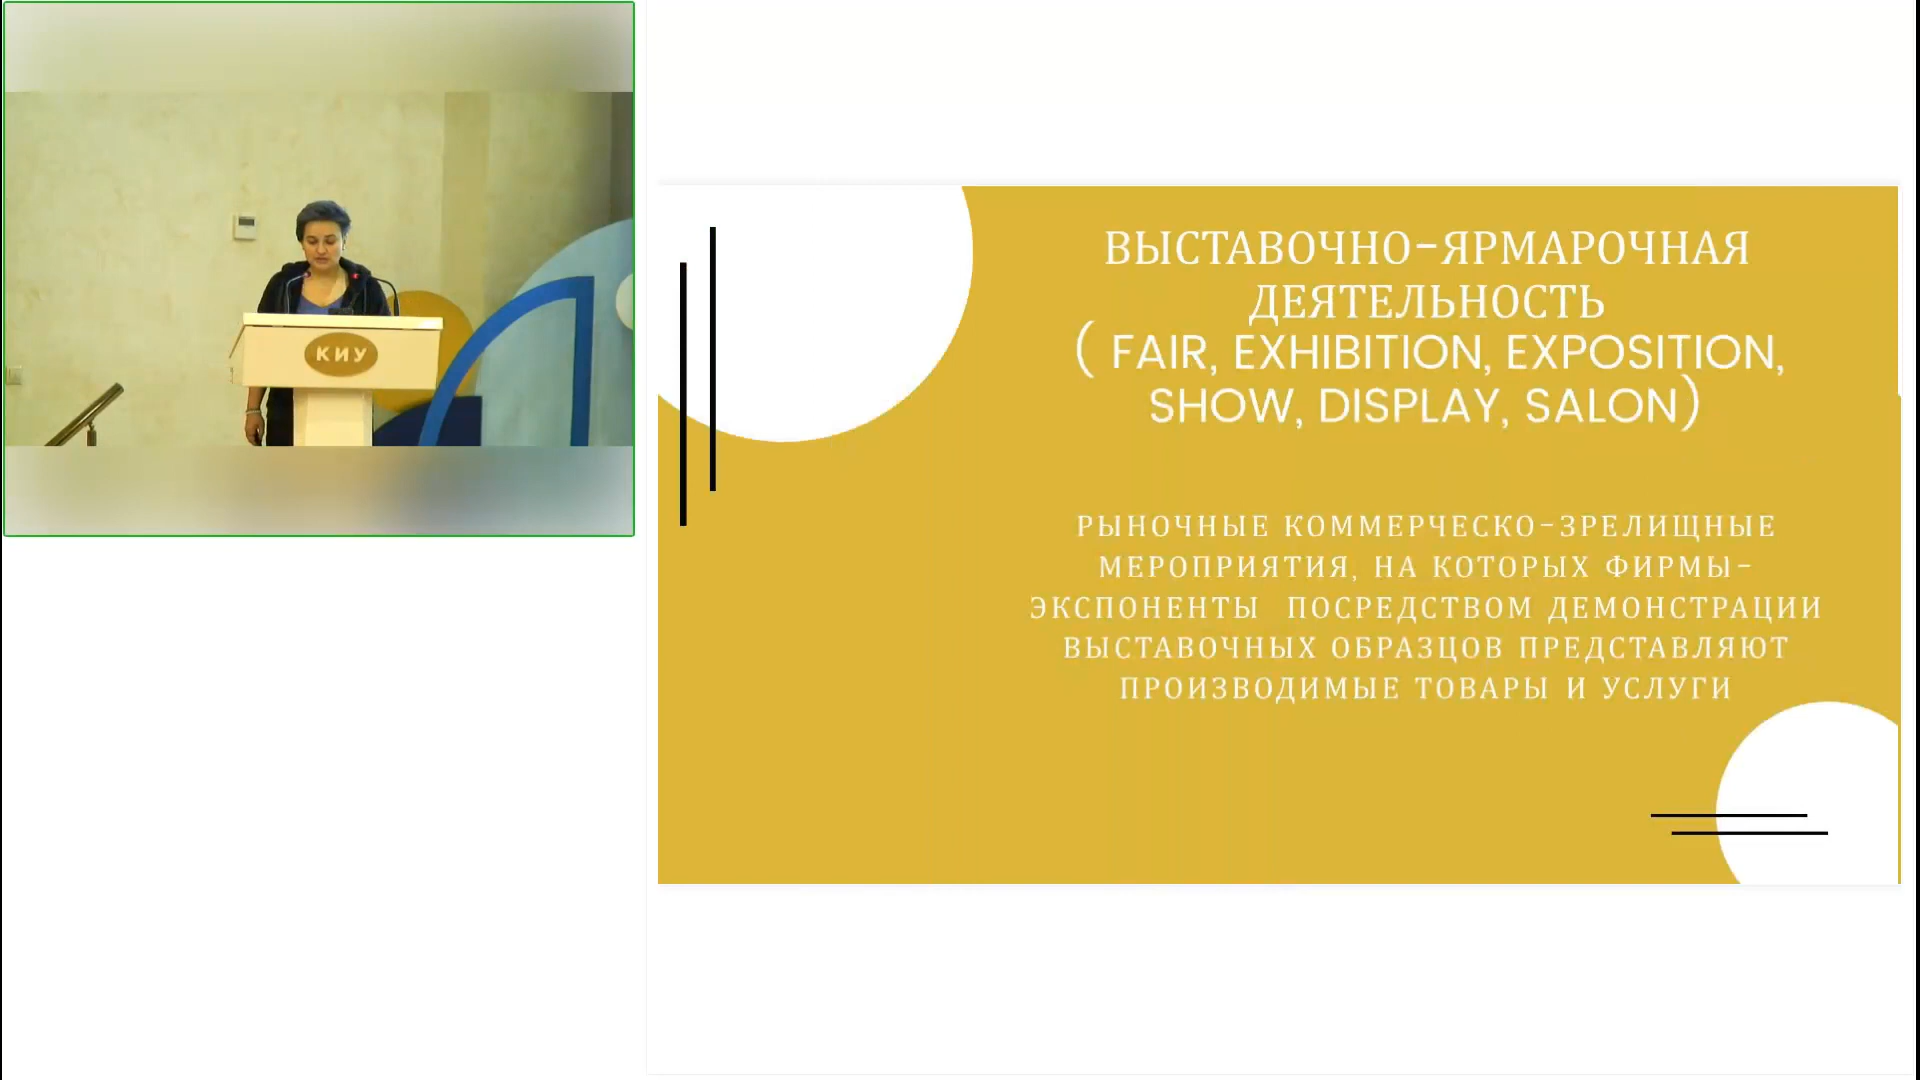 КИУ
ВЫСТАВОЧНО-ЯРМАРОЧНАЯ
ДЕЯТЕЛЬНОСТЬ
( FAIR, EXHIBITION, EXPOSITION,
SHOW, DISPLAY, SALON)
РЫНОЧНЫЕ КОММЕРЧЕСКО-ЗРЕЛИЩНЫЕ
МЕРОПРИЯТИЯ, НА КОТОРЫХ ФИРМЫ-
ЭКСПОНЕНТЫ ПОСРЕДСТВОМ ДЕМОНСТРАЦИИ
ВЫСТАВОЧНЫХ ОБРАЗЦОВ ПРЕДСТАВЛЯЮТ
ПРОИЗВОДИМЫЕ ТОВАРЫ И УСЛУГИ